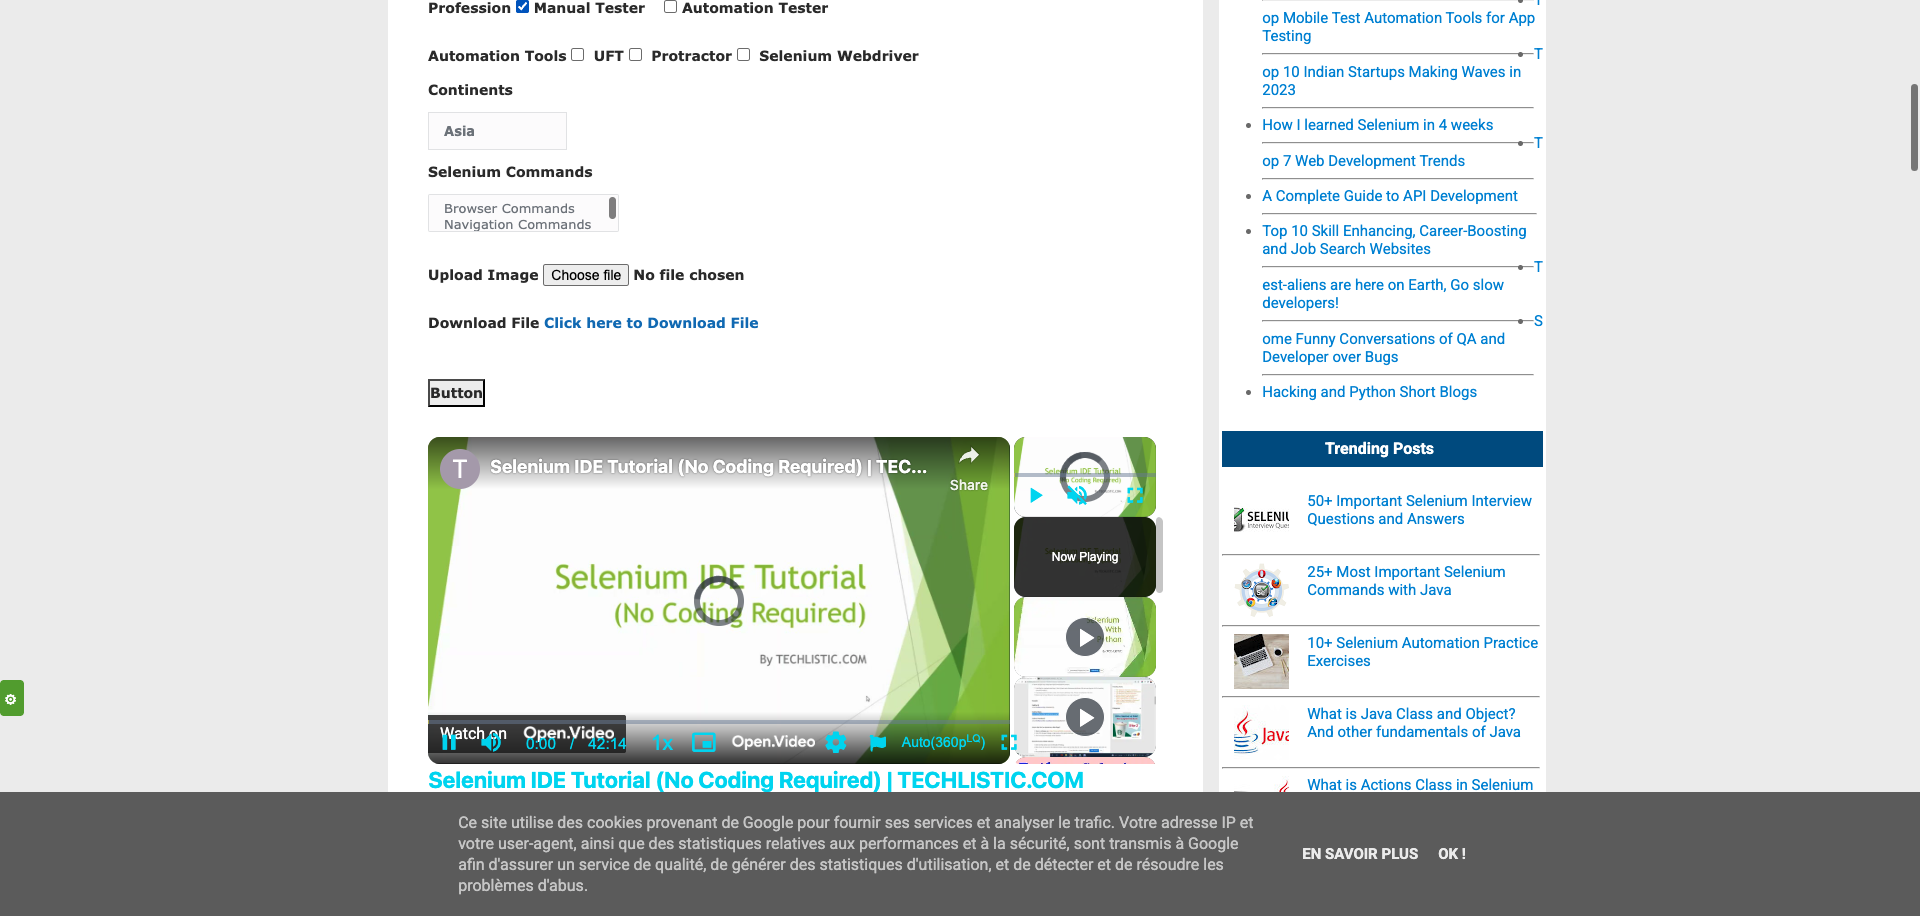 Profession Manual Tester Automation Tester
Automation Tools UFT Protractor Selenium Webdriver
Continents
Asia
Selenium Commands
Browser Commands
Navigation Commands
Upload Image Choose file No file chosen
Download File Click here to Download File
Button
T Selenium IDE Tutorial (No Coding Required) | TEC...
Share
Selenium IDE Tutorial
(No Coding Required)
By TECHLISTIC.COM
Watch on Open.Video
0:00 / 42:14 1x Open.Video Auto(360pLQ)
Now Playing
Selenium IDE Tutorial (No Coding Required) | TECHLISTIC.COM
T
op Mobile Test Automation Tools for App
Testing
T
op 10 Indian Startups Making Waves in
2023
How I learned Selenium in 4 weeks
T
op 7 Web Development Trends
A Complete Guide to API Development
Top 10 Skill Enhancing, Career-Boosting
and Job Search Websites
T
est-aliens are here on Earth, Go slow
developers!
S
ome Funny Conversations of QA and
Developer over Bugs
Hacking and Python Short Blogs
Trending Posts
50+ Important Selenium Interview
Questions and Answers
25+ Most Important Selenium
Commands with Java
10+ Selenium Automation Practice
Exercises
What is Java Class and Object?
And other fundamentals of Java
Java
What is Actions Class in Selenium
Ce site utilise des cookies provenant de Google pour fournir ses services et analyser le trafic. Votre adresse IP et
votre user-agent, ainsi que des statistiques relatives aux performances et à la sécurité, sont transmis à Google
afin d'assurer un service de qualité, de générer des statistiques d'utilisation, et de détecter et de résoudre les
problèmes d'abus.
EN SAVOIR PLUS OK !